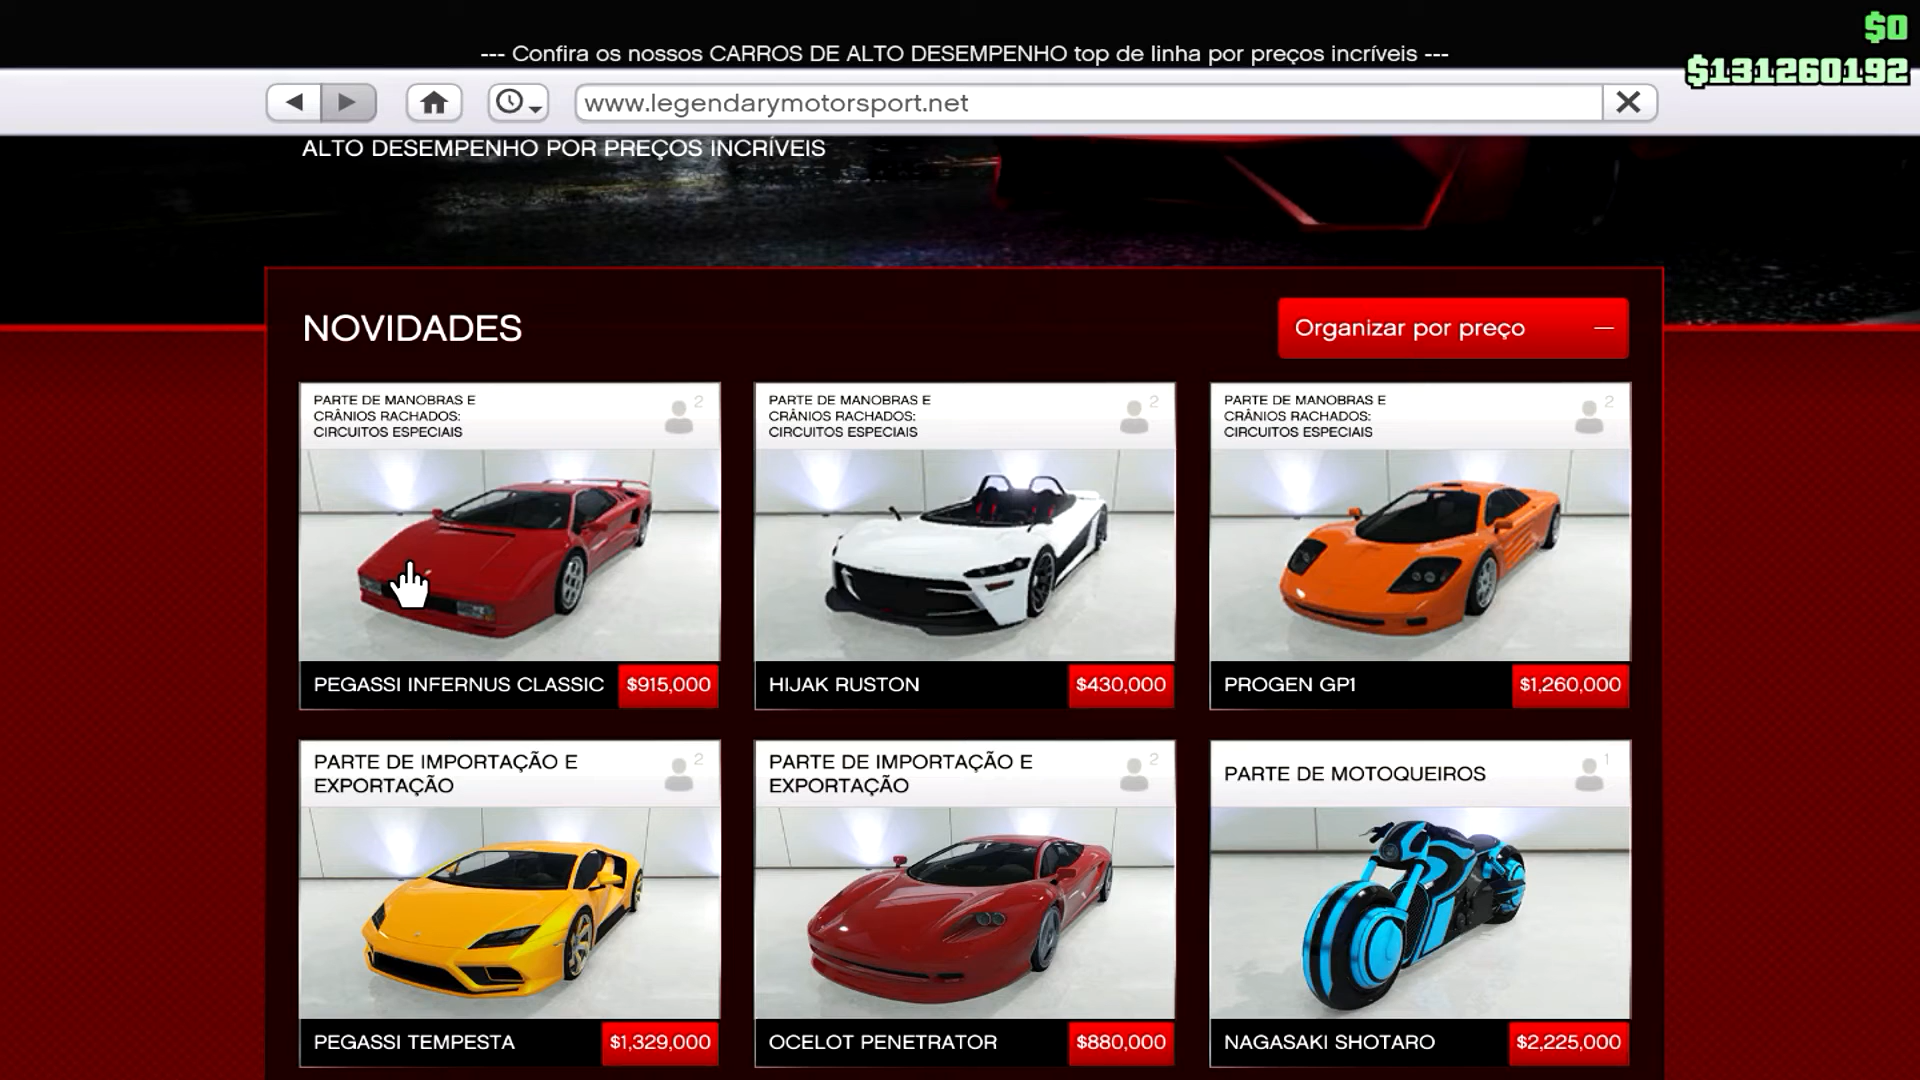 $0
--- Confira os nossos CARROS DE ALTO DESEMPENHO top de linha por preços incríveis ---
$131260192
www.legendarymotorsport.net
ALTO DESEMPENHO POR PREÇOS INCRÍVEIS
NOVIDADES
Organizar por preço
PARTE DE MANOBRAS E
CRÂNIOS RACHADOS:
CIRCUITOS ESPECIAIS
2
PEGASSI INFERNUS CLASSIC
$915,000
PARTE DE MANOBRAS E
CRÂNIOS RACHADOS:
CIRCUITOS ESPECIAIS
2
HIJAK RUSTON
$430,000
PARTE DE MANOBRAS E
CRÂNIOS RACHADOS:
CIRCUITOS ESPECIAIS
2
PROGEN GP1
$1,260,000
PARTE DE IMPORTAÇÃO E
EXPORTAÇÃO
2
PEGASSI TEMPESTA
$1,329,000
PARTE DE IMPORTAÇÃO E
EXPORTAÇÃO
2
OCELOT PENETRATOR
$880,000
PARTE DE MOTOQUEIROS
1
NAGASAKI SHOTARO
$2,225,000